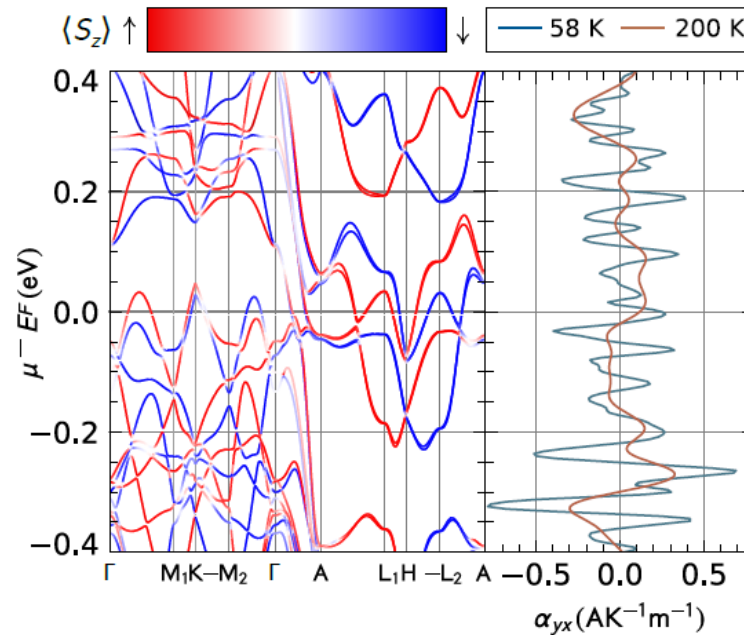 ⟨S_z⟩ ↑ ↓ 58 K 200 K
0.4
0.2
0.0
−0.2
−0.4
μ − E^F (eV)
Γ M₁K−M₂ Γ A L₁H −L₂ A
−0.5 0.0 0.5
α_yx (AK⁻¹m⁻¹)